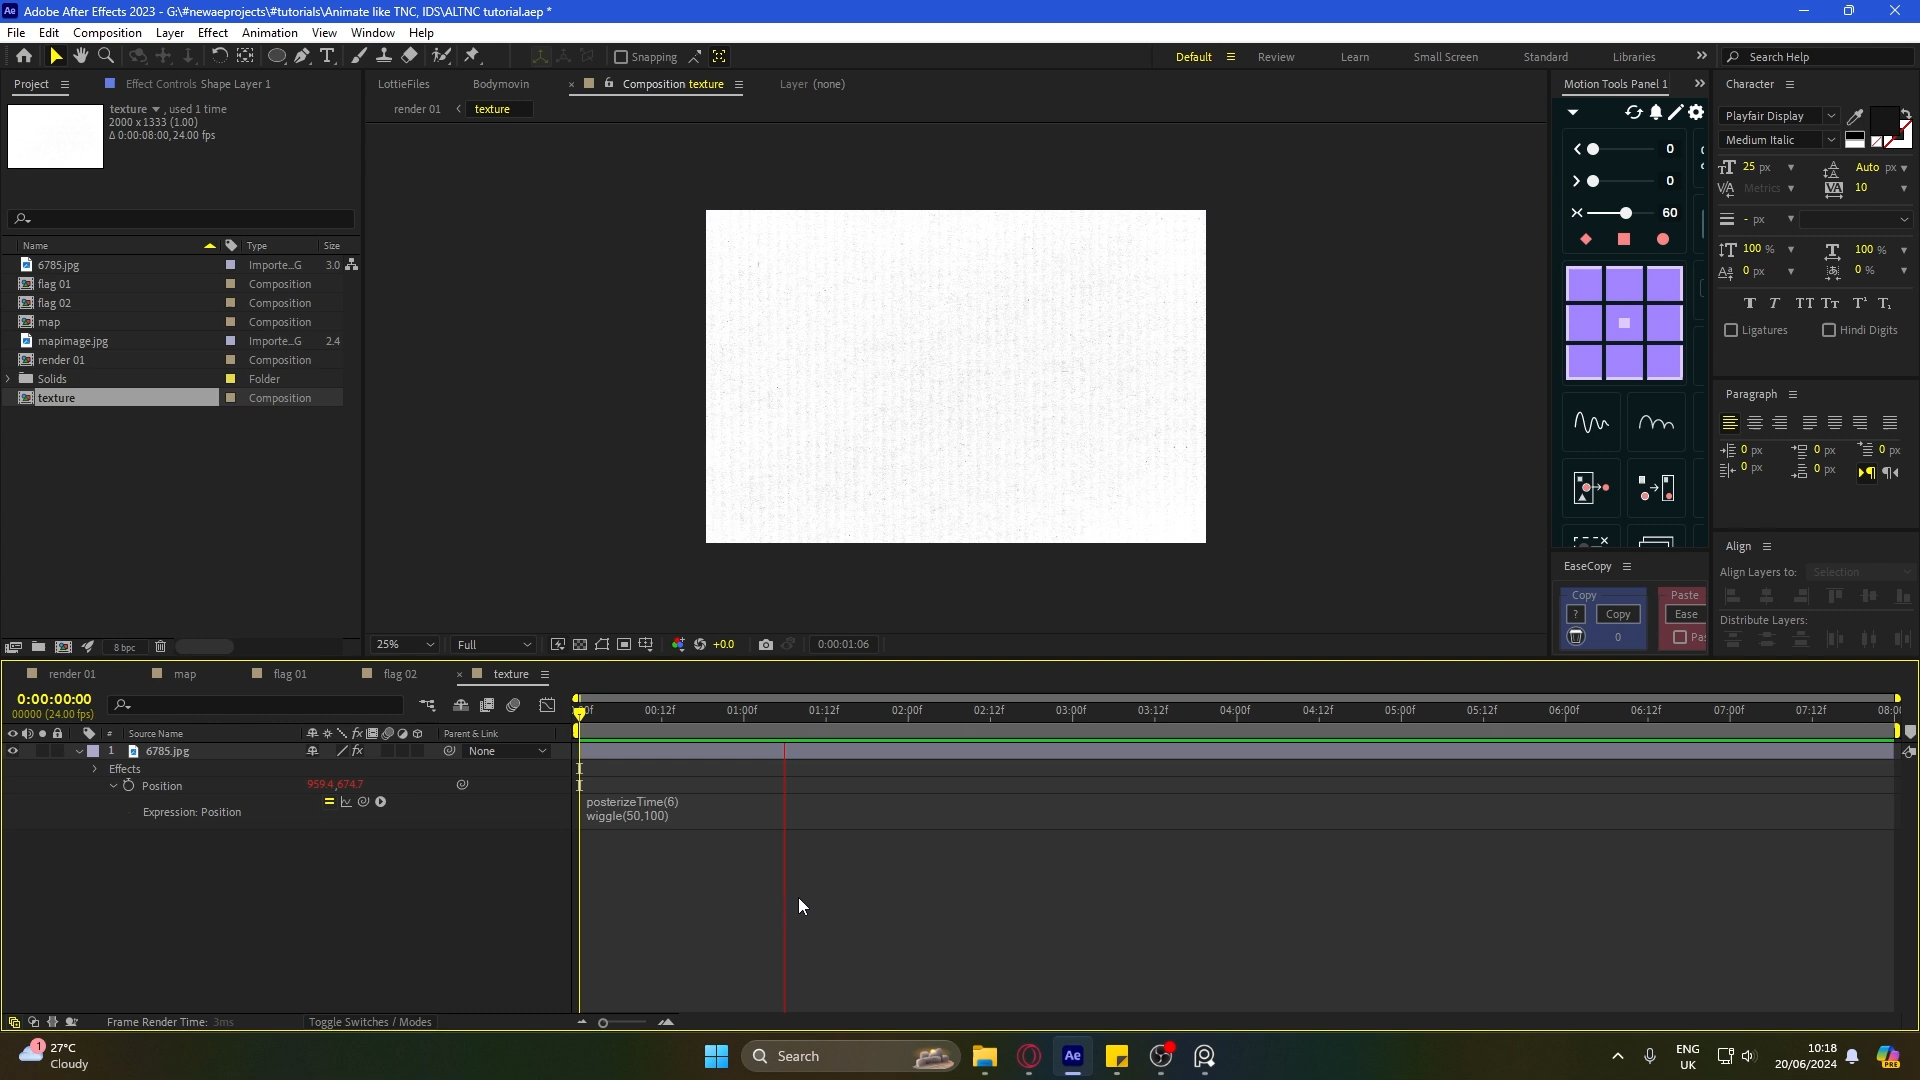 Adobe After Effects 2023 - G:\#newaeprojects\#tutorials\Animate like TNC, IDS\ALTNC tutorial.aep *
File Edit Composition Layer Effect Animation View Window Help
Snapping
Default Review Learn Small Screen Standard Libraries Search Help
Project Effect Controls Shape Layer 1
LottieFiles Bodymovin Composition texture Layer (none)
Motion Tools Panel 1
Character
render 01 texture
texture, used 1 time
2000 x 1333 (1.00)
Δ 0:00:08:00, 24.00 fps
Playfair Display
Medium Italic
0
0
60
25 px Auto px
Metrics 10
- px
100 % 100 %
0 px 0 %
Ligatures Hindi Digits
Name Type Size
6785.jpg Importe...G 3.0
flag 01 Composition
flag 02 Composition
map Composition
mapimage.jpg Importe...G 2.4
render 01 Composition
Solids Folder
texture Composition
Paragraph
0 px 0 px 0 px
0 px 0 px
Align
Align Layers to: Selection
Distribute Layers:
EaseCopy
Copy Paste
? Copy Ease
0
8 bpc
25% Full +0.0 0:00:01:06
render 01 map flag 01 flag 02 texture
0:00:00:00
00000 (24.00 fps)
00:12f 01:00f 01:12f 02:00f 02:12f 03:00f 03:12f 04:00f 04:12f 05:00f 05:12f 06:00f 06:12f 07:00f 07:12f
# Source Name Parent & Link
1 6785.jpg None
Effects
Position 959.4,674.7
Expression: Position
posterizeTime(6)
wiggle(50,100)
Frame Render Time: 3ms Toggle Switches / Modes
1
27°C
Cloudy
Search
Ae
ENG
UK
10:18
20/06/2024
PRE